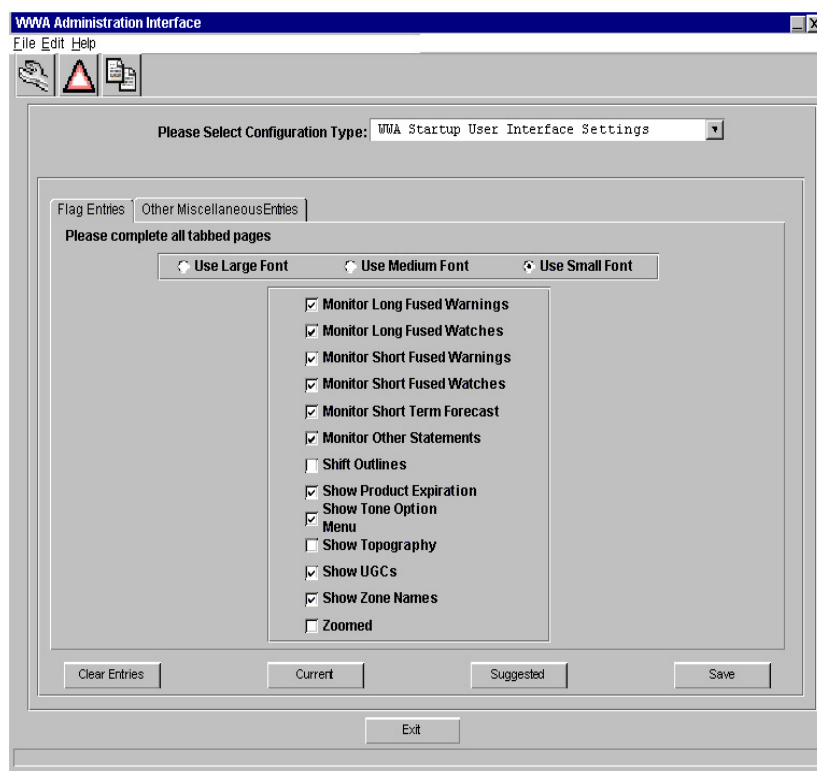 WWA Administration Interface
File Edit Help
Please Select Configuration Type: WWA Startup User Interface Settings
Flag Entries Other MiscellaneousEntries
Please complete all tabbed pages
Use Large Font Use Medium Font Use Small Font
Monitor Long Fused Warnings
Monitor Long Fused Watches
Monitor Short Fused Warnings
Monitor Short Fused Watches
Monitor Short Term Forecast
Monitor Other Statements
Shift Outlines
Show Product Expiration
Show Tone Option
Menu
Show Topography
Show UGCs
Show Zone Names
Zoomed
Clear Entries Current Suggested Save
Exit